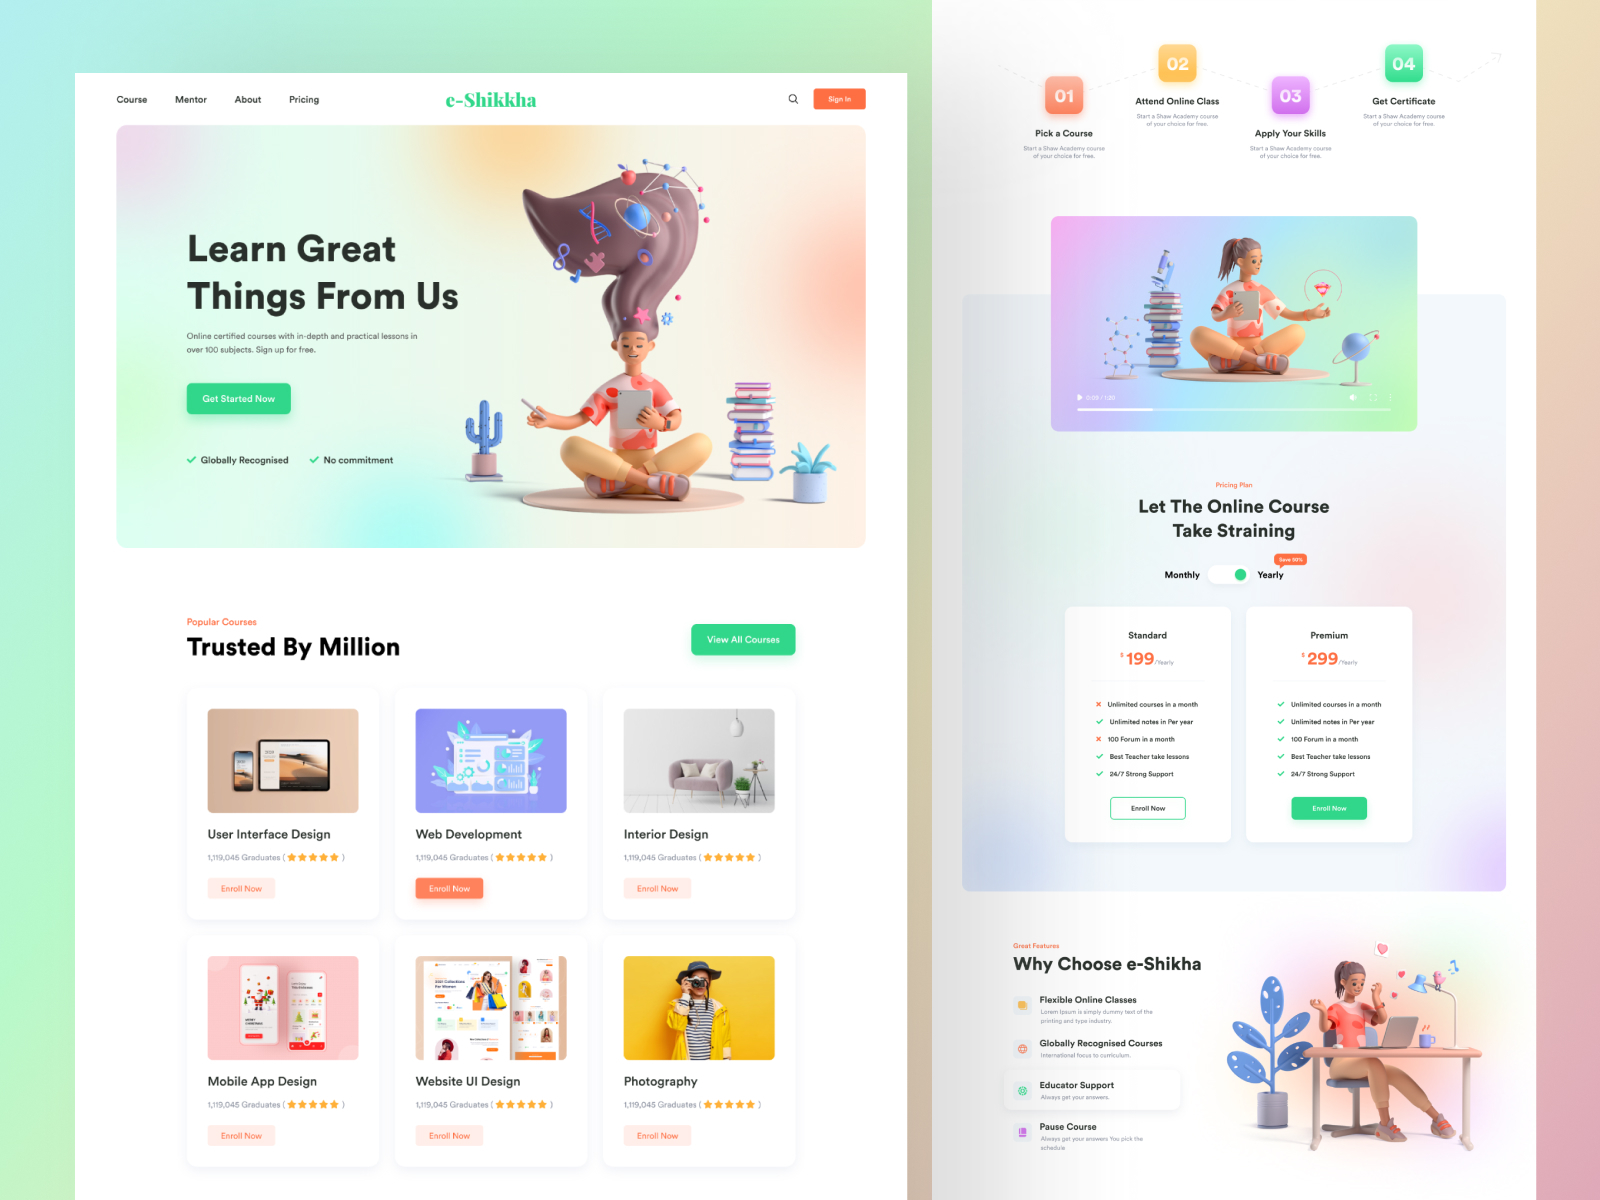 Course
Mentor
About
Pricing
e-Shikkha
Sign In
Learn Great
Things From Us
Online certified courses with in-depth and practical lessons in
over 100 subjects. Sign up for free.
Get Started Now
Globally Recognised
No commitment
Popular Courses
Trusted By Million
View All Courses
User Interface Design
1,119,045 Graduates ( )
Enroll Now
Web Development
1,119,045 Graduates ( )
Enroll Now
Interior Design
1,119,045 Graduates ( )
Enroll Now
Mobile App Design
1,119,045 Graduates ( )
Enroll Now
Website UI Design
1,119,045 Graduates ( )
Enroll Now
Photography
1,119,045 Graduates ( )
Enroll Now
01
Pick a Course
Start a Shaw Academy course
of your choice for free.
02
Attend Online Class
Start a Shaw Academy course
of your choice for free.
03
Apply Your Skills
Start a Shaw Academy course
of your choice for free.
04
Get Certificate
Start a Shaw Academy course
of your choice for free.
0:09 / 1:20
Pricing Plan
Let The Online Course
Take Straining
Monthly
Yearly
Save 50%
Standard
$ 199 /Yearly
Unlimited courses in a month
Unlimited notes in Per year
100 Forum in a month
Best Teacher take lessons
24/7 Strong Support
Enroll Now
Premium
$ 299 /Yearly
Unlimited courses in a month
Unlimited notes in Per year
100 Forum in a month
Best Teacher take lessons
24/7 Strong Support
Enroll Now
Great Features
Why Choose e-Shikha
Flexible Online Classes
Lorem Ipsum is simply dummy text of the
printing and type industry.
Globally Recognised Courses
International focus to curriculum.
Educator Support
Always get your answers.
Pause Course
Always get your answers You pick the
schedule